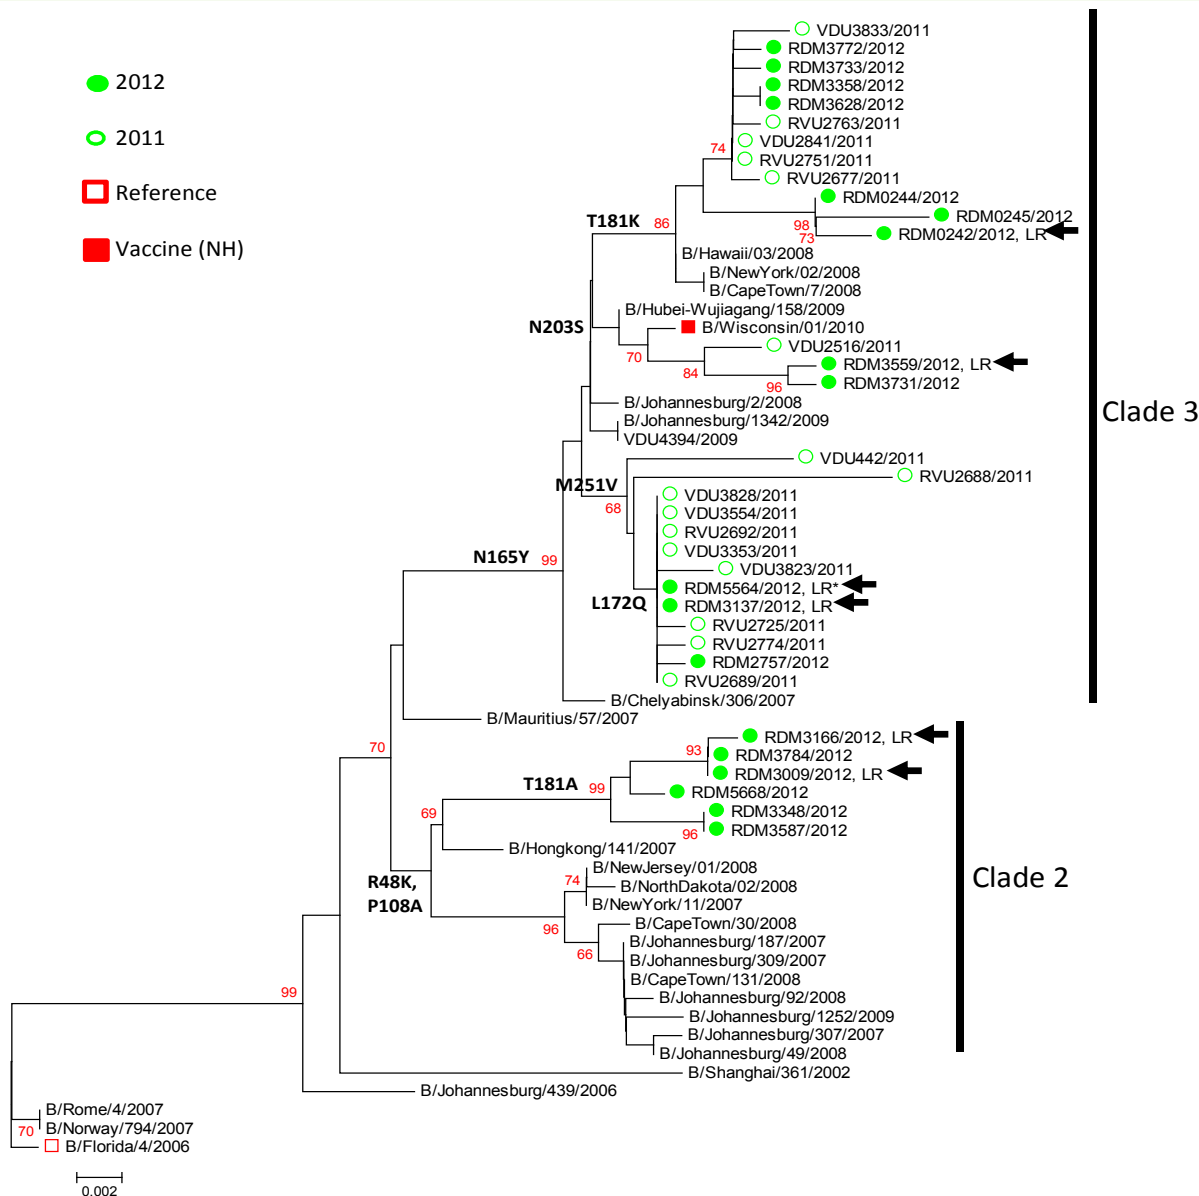 2012
2011
Reference
Vaccine (NH)
VDU3833/2011
RDM3772/2012
RDM3733/2012
RDM3358/2012
RDM3628/2012
RVU2763/2011
VDU2841/2011
74
RVU2751/2011
RVU2677/2011
RDM0244/2012
RDM0245/2012
T181K
86
98
RDM0242/2012, LR
73
B/Hawaii/03/2008
B/NewYork/02/2008
B/CapeTown/7/2008
B/Hubei-Wujiagang/158/2009
N203S
B/Wisconsin/01/2010
VDU2516/2011
70
RDM3559/2012, LR
84
96
RDM3731/2012
B/Johannesburg/2/2008
Clade 3
B/Johannesburg/1342/2009
VDU4394/2009
VDU442/2011
RVU2688/2011
M251V
VDU3828/2011
68
VDU3554/2011
RVU2692/2011
VDU3353/2011
N165Y
99
VDU3823/2011
RDM5564/2012, LR*
L172Q
RDM3137/2012, LR
RVU2725/2011
RVU2774/2011
RDM2757/2012
RVU2689/2011
B/Chelyabinsk/306/2007
B/Mauritius/57/2007
70
RDM3166/2012, LR
93
RDM3784/2012
RDM3009/2012, LR
T181A
99
RDM5668/2012
69
RDM3348/2012
96
RDM3587/2012
B/Hongkong/141/2007
B/NewJersey/01/2008
R48K,
P108A
74
B/NorthDakota/02/2008
Clade 2
B/NewYork/11/2007
96
B/CapeTown/30/2008
B/Johannesburg/187/2007
66
B/Johannesburg/309/2007
B/CapeTown/131/2008
99
B/Johannesburg/92/2008
B/Johannesburg/1252/2009
B/Johannesburg/307/2007
B/Johannesburg/49/2008
B/Shanghai/361/2002
B/Johannesburg/439/2006
B/Rome/4/2007
70
B/Norway/794/2007
B/Florida/4/2006
0.002